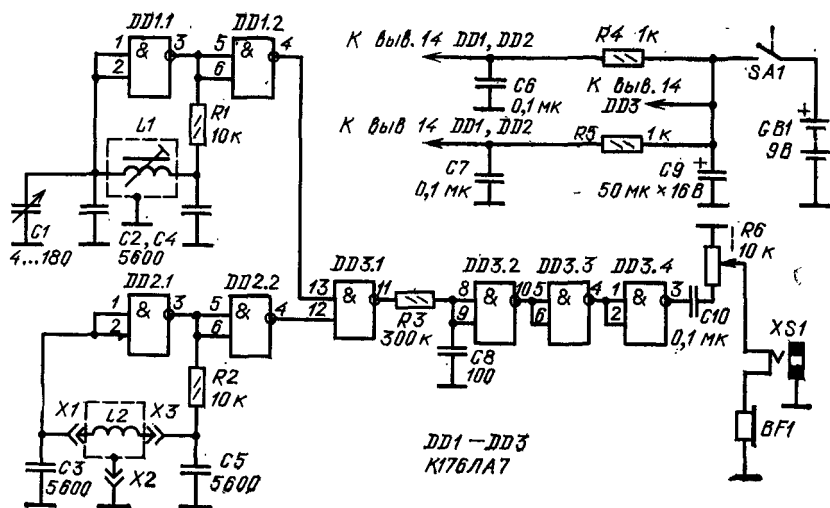 DD1.1
DD1.2
1
2
&
3
5
6
&
4
R1
10к
L1
C1
4...180
C2, C4
5600
К выв. 14 DD1, DD2
R4 1к
C6
0,1 мк
К выв. 14
DD3
SA1
К выв 14 DD1, DD2
R5
1к
C7
0,1 мк
C9
+
50 мк × 16В
+
GB1
9В
DD2.1
DD2.2
1
2
&
3
5
6
&
4
R2
10к
X1
L2
X3
C3
5600
X2
C5
5600
DD3.1
13
12
&
11
R3
300к
C8
100
DD3.2
8
9
&
10
DD3.3
5
6
&
4
DD3.4
1
2
&
3
C10
0,1 мк
R6
10 к
XS1
BF1
DD1 — DD3
К176ЛА7